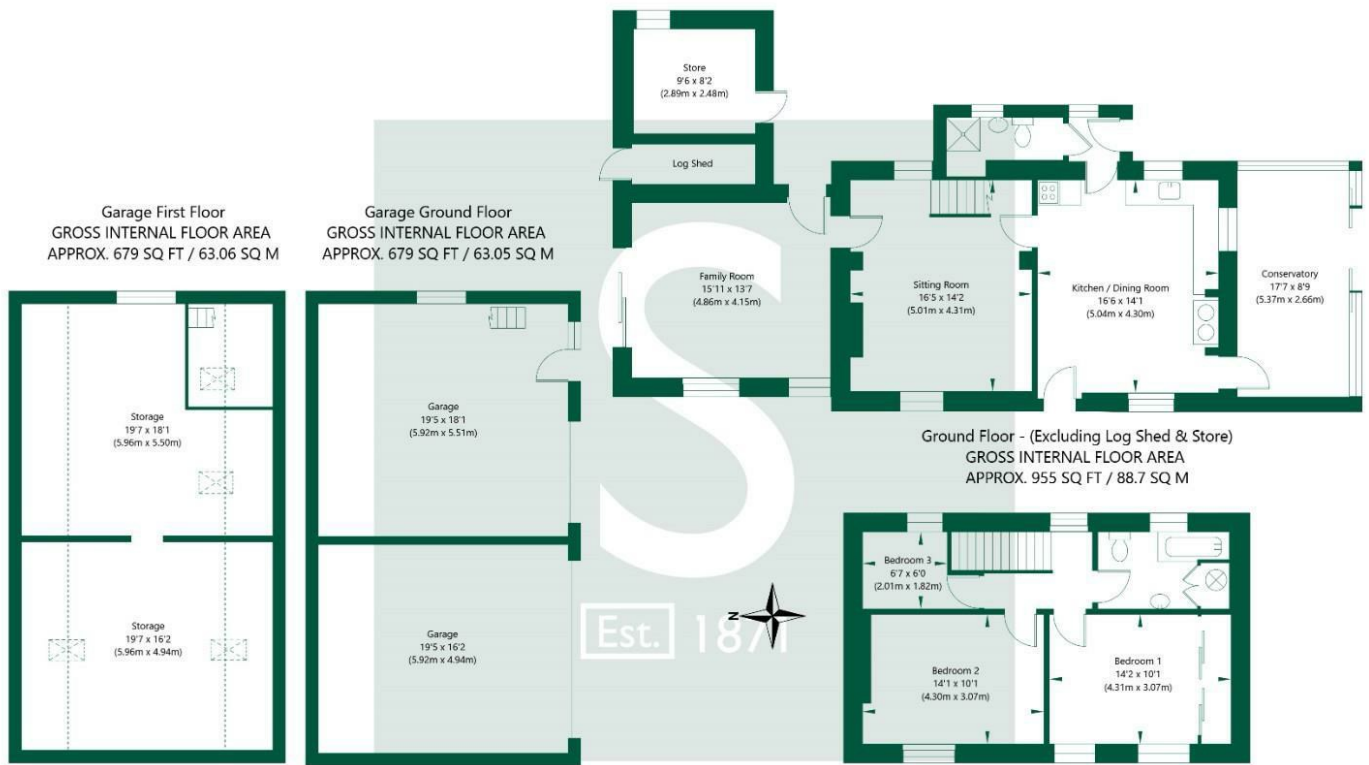 Store
9'6 x 8'2
(2.89m x 2.48m)
Log Shed
Garage First Floor
GROSS INTERNAL FLOOR AREA
APPROX. 679 SQ FT / 63.06 SQ M
Garage Ground Floor
GROSS INTERNAL FLOOR AREA
APPROX. 679 SQ FT / 63.05 SQ M
Family Room
15'11 x 13'7
(4.86m x 4.15m)
Sitting Room
16'5 x 14'2
(5.01m x 4.31m)
Kitchen / Dining Room
16'6 x 14'1
(5.04m x 4.30m)
Conservatory
17'7 x 8'9
(5.37m x 2.66m)
Storage
19'7 x 18'1
(5.96m x 5.50m)
Garage
19'5 x 18'1
(5.92m x 5.51m)
S
Ground Floor - (Excluding Log Shed & Store)
GROSS INTERNAL FLOOR AREA
APPROX. 955 SQ FT / 88.7 SQ M
Storage
19'7 x 16'2
(5.96m x 4.94m)
Garage
19'5 x 16'2
(5.92m x 4.94m)
N
Est. 1871
Bedroom 3
6'7 x 6'0
(2.01m x 1.82m)
Bedroom 2
14'1 x 10'1
(4.30m x 3.07m)
Bedroom 1
14'2 x 10'1
(4.31m x 3.07m)